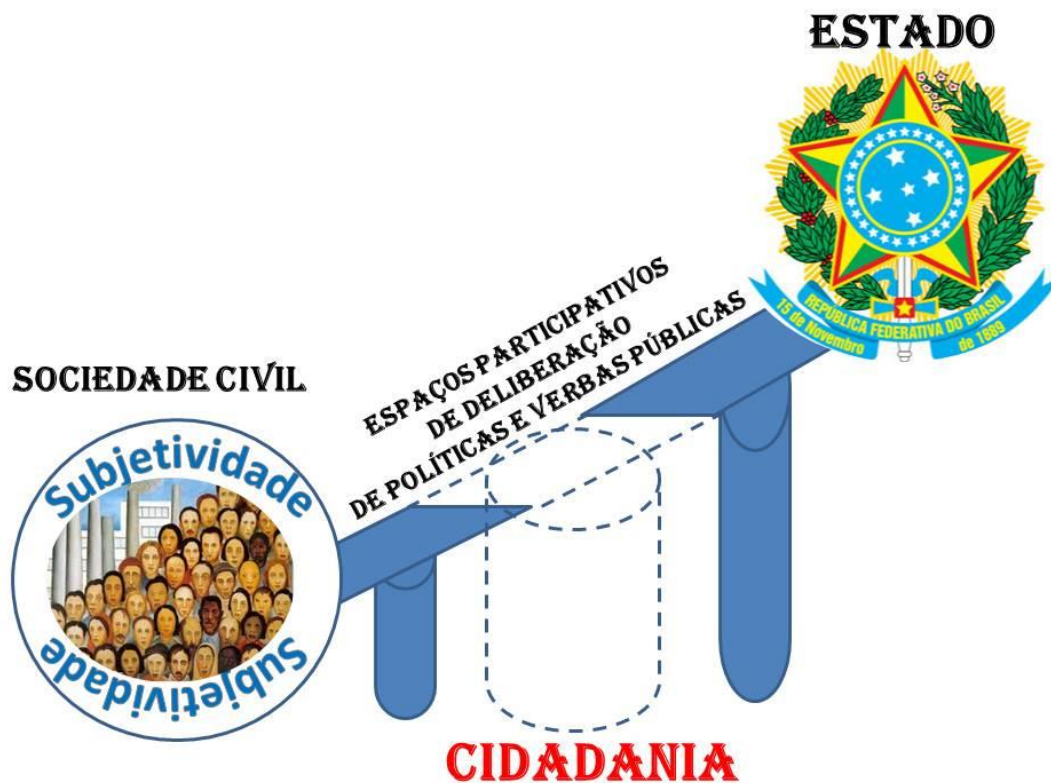 ESTADO
15 de Novembro
REPÚBLICA FEDERATIVA DO BRASIL
de 1889
ESPAÇOS PARTICIPATIVOS
DE DELIBERAÇÃO
DE POLÍTICAS E VERBAS PÚBLICAS
SOCIEDADE CIVIL
Subjetividade
Subjetividade
CIDADANIA